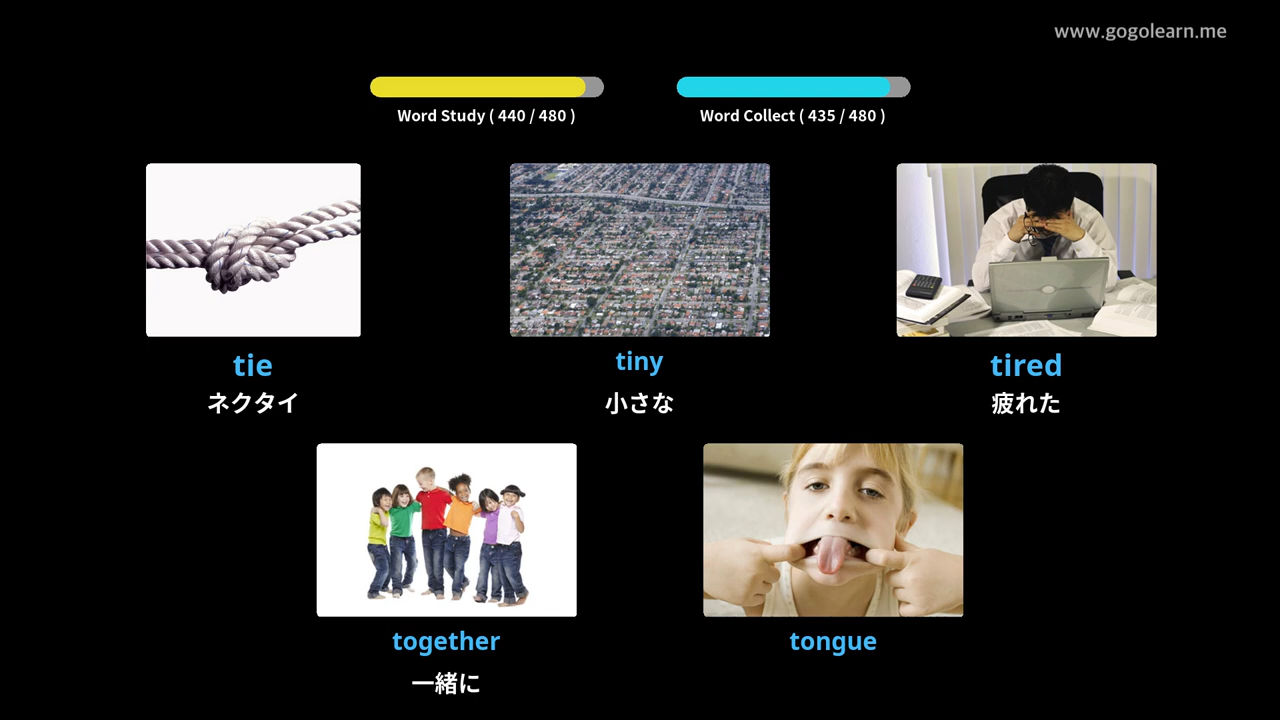 www.gogolearn.me
Word Study ( 440 / 480 )
Word Collect ( 435 / 480 )
tie
ネクタイ
tiny
小さな
tired
疲れた
together
一緒に
tongue